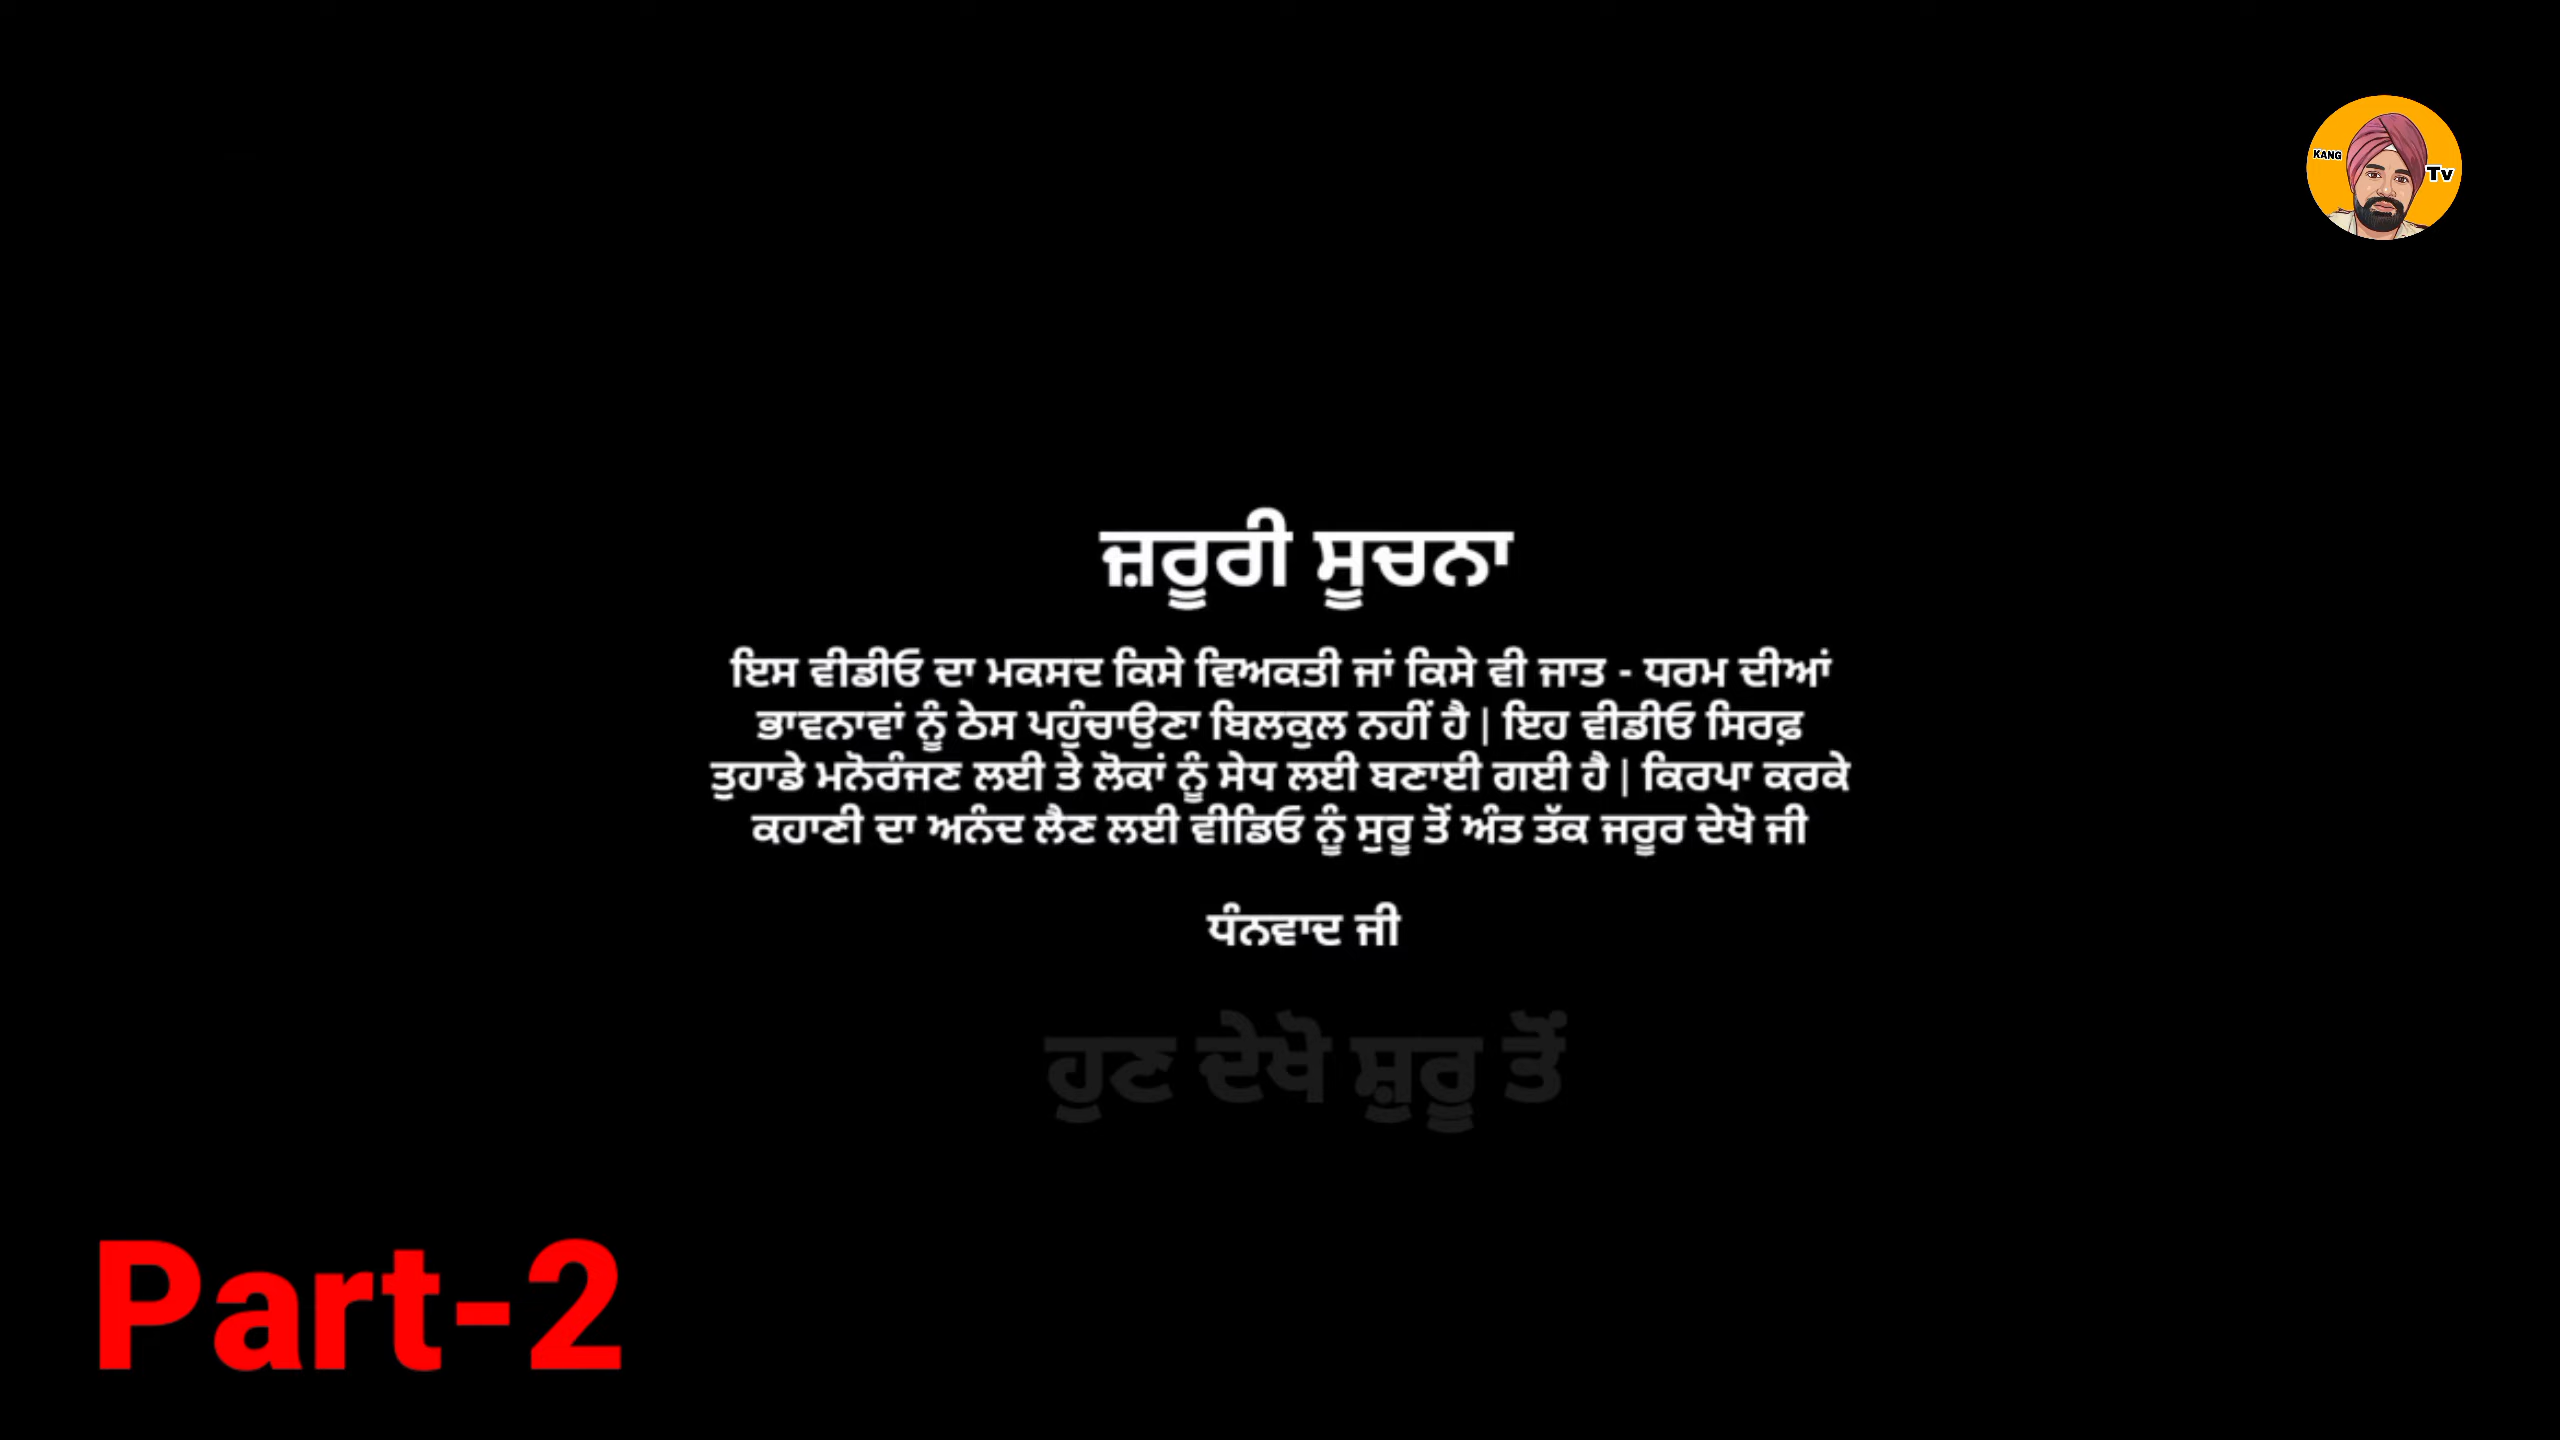 KANG
Tv
ਜ਼ਰੂਰੀ ਸੂਚਨਾ
ਇਸ ਵੀਡੀਓ ਦਾ ਮਕਸਦ ਕਿਸੇ ਵਿਅਕਤੀ ਜਾਂ ਕਿਸੇ ਵੀ ਜਾਤ - ਧਰਮ ਦੀਆਂ
ਭਾਵਨਾਵਾਂ ਨੂੰ ਠੇਸ ਪਹੁੰਚਾਉਣਾ ਬਿਲਕੁਲ ਨਹੀਂ ਹੈ | ਇਹ ਵੀਡੀਓ ਸਿਰਫ਼
ਤੁਹਾਡੇ ਮਨੋਰੰਜਣ ਲਈ ਤੇ ਲੋਕਾਂ ਨੂੰ ਸੇਧ ਲਈ ਬਣਾਈ ਗਈ ਹੈ | ਕਿਰਪਾ ਕਰਕੇ
ਕਹਾਣੀ ਦਾ ਅਨੰਦ ਲੈਣ ਲਈ ਵੀਡਿਓ ਨੂੰ ਸੁਰੂ ਤੋਂ ਅੰਤ ਤੱਕ ਜਰੂਰ ਦੇਖੋ ਜੀ
ਧੰਨਵਾਦ ਜੀ
ਹੁਣ ਦੇਖੋ ਸ਼ੁਰੂ ਤੋਂ
Part-2